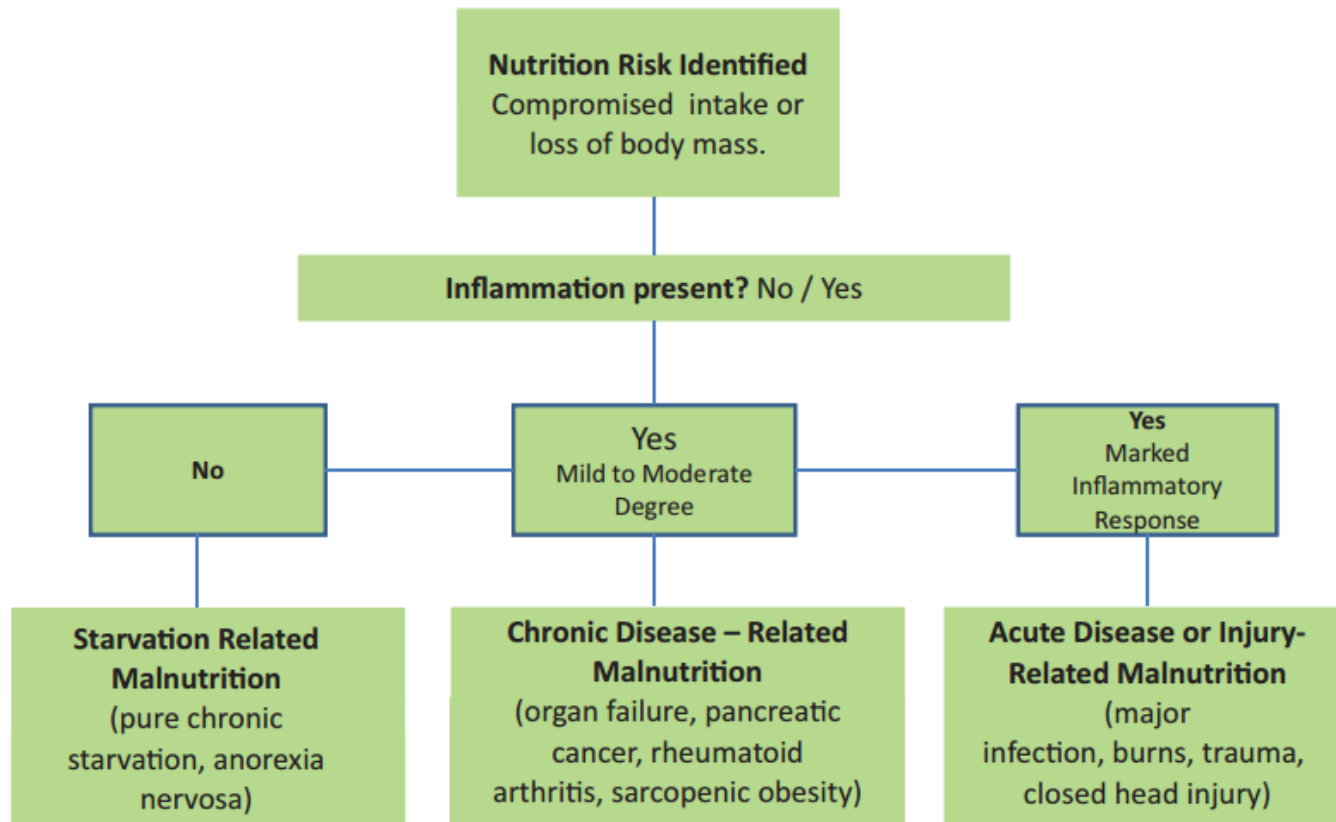 Nutrition Risk Identified
Compromised intake or
loss of body mass.
Inflammation present? No / Yes
No
Yes
Mild to Moderate
Degree
Yes
Marked
Inflammatory
Response
Starvation Related
Malnutrition
(pure chronic
starvation, anorexia
nervosa)
Chronic Disease – Related
Malnutrition
(organ failure, pancreatic
cancer, rheumatoid
arthritis, sarcopenic obesity)
Acute Disease or Injury-
Related Malnutrition
(major
infection, burns, trauma,
closed head injury)